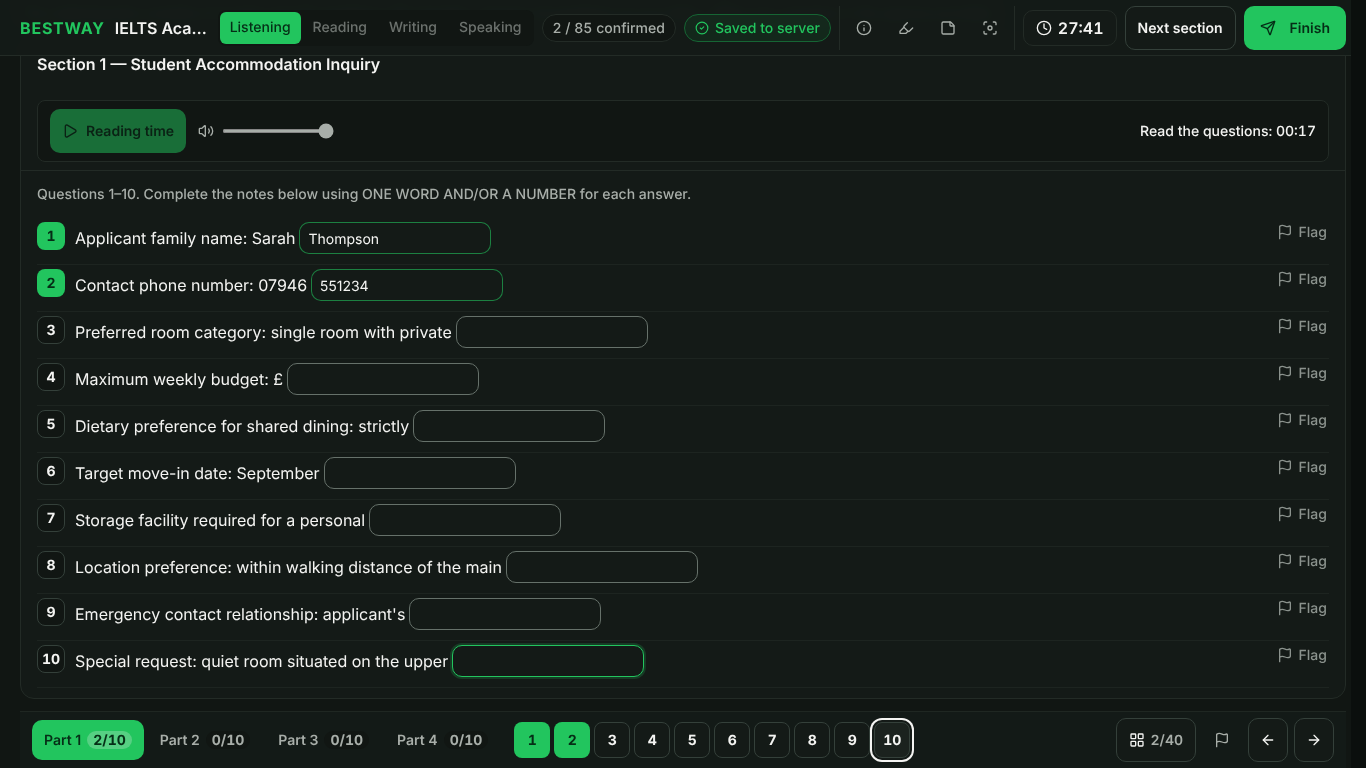 BESTWAY IELTS Aca... Listening Reading Writing Speaking 2 / 85 confirmed Saved to server 27:41 Next section Finish
Section 1 — Student Accommodation Inquiry
Reading time Read the questions: 00:17
Questions 1–10. Complete the notes below using ONE WORD AND/OR A NUMBER for each answer.
1 Applicant family name: Sarah Thompson Flag
2 Contact phone number: 07946 551234 Flag
3 Preferred room category: single room with private Flag
4 Maximum weekly budget: £ Flag
5 Dietary preference for shared dining: strictly Flag
6 Target move-in date: September Flag
7 Storage facility required for a personal Flag
8 Location preference: within walking distance of the main Flag
9 Emergency contact relationship: applicant's Flag
10 Special request: quiet room situated on the upper Flag
Part 1 2/10 Part 2 0/10 Part 3 0/10 Part 4 0/10 1 2 3 4 5 6 7 8 9 10 2/40